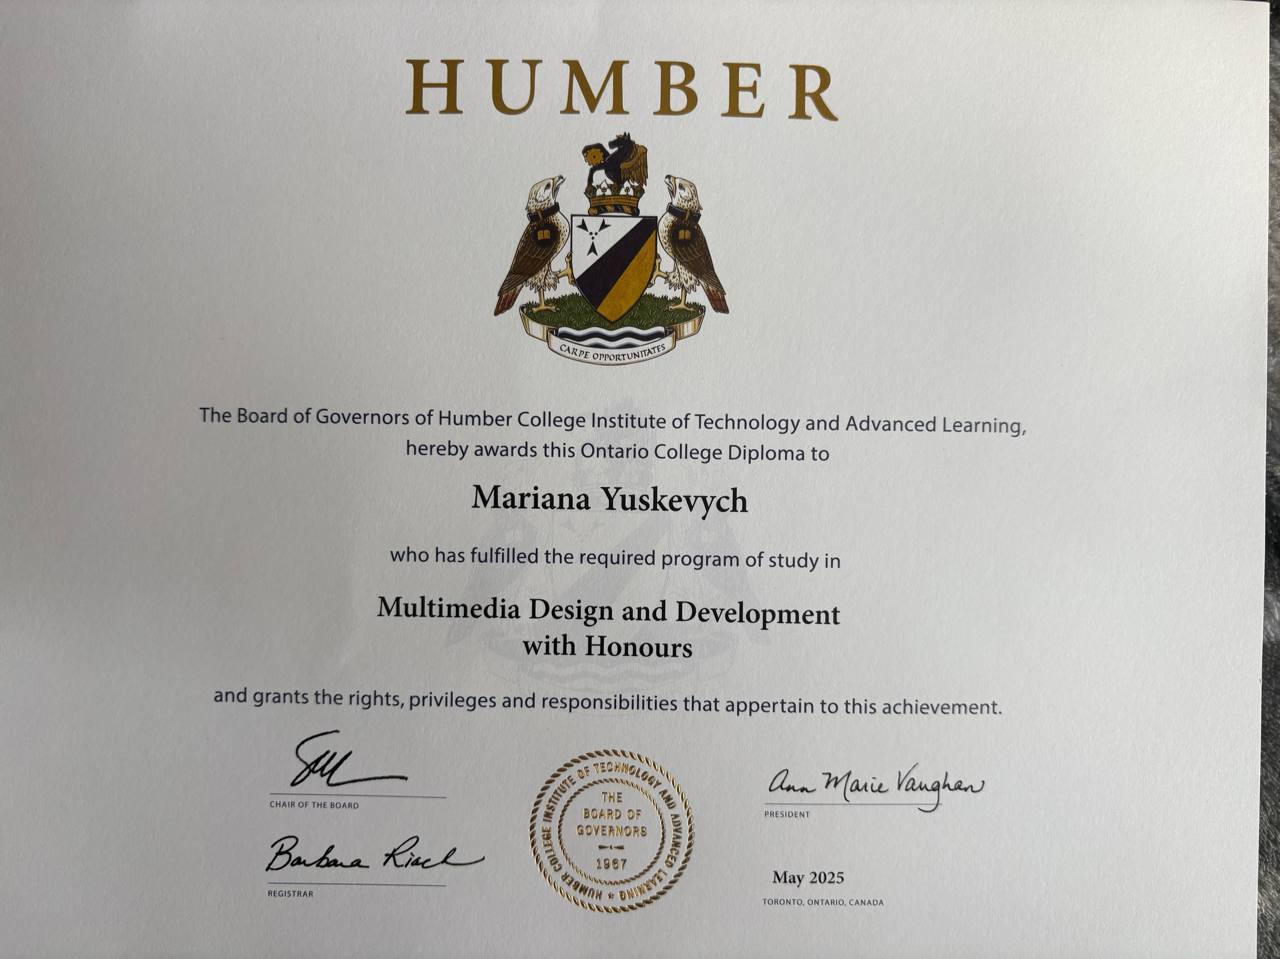 HUMBER
CARPE OPPORTUNITATES
The Board of Governors of Humber College Institute of Technology and Advanced Learning,
hereby awards this Ontario College Diploma to
Mariana Yuskevych
who has fulfilled the required program of study in
Multimedia Design and Development
with Honours
and grants the rights, privileges and responsibilities that appertain to this achievement.
CHAIR OF THE BOARD
Barbara Riach
REGISTRAR
HUMBER COLLEGE INSTITUTE OF TECHNOLOGY AND ADVANCED LEARNING
THE
BOARD OF
GOVERNORS
1967
Ann Marie Vaughan
PRESIDENT
May 2025
TORONTO, ONTARIO, CANADA